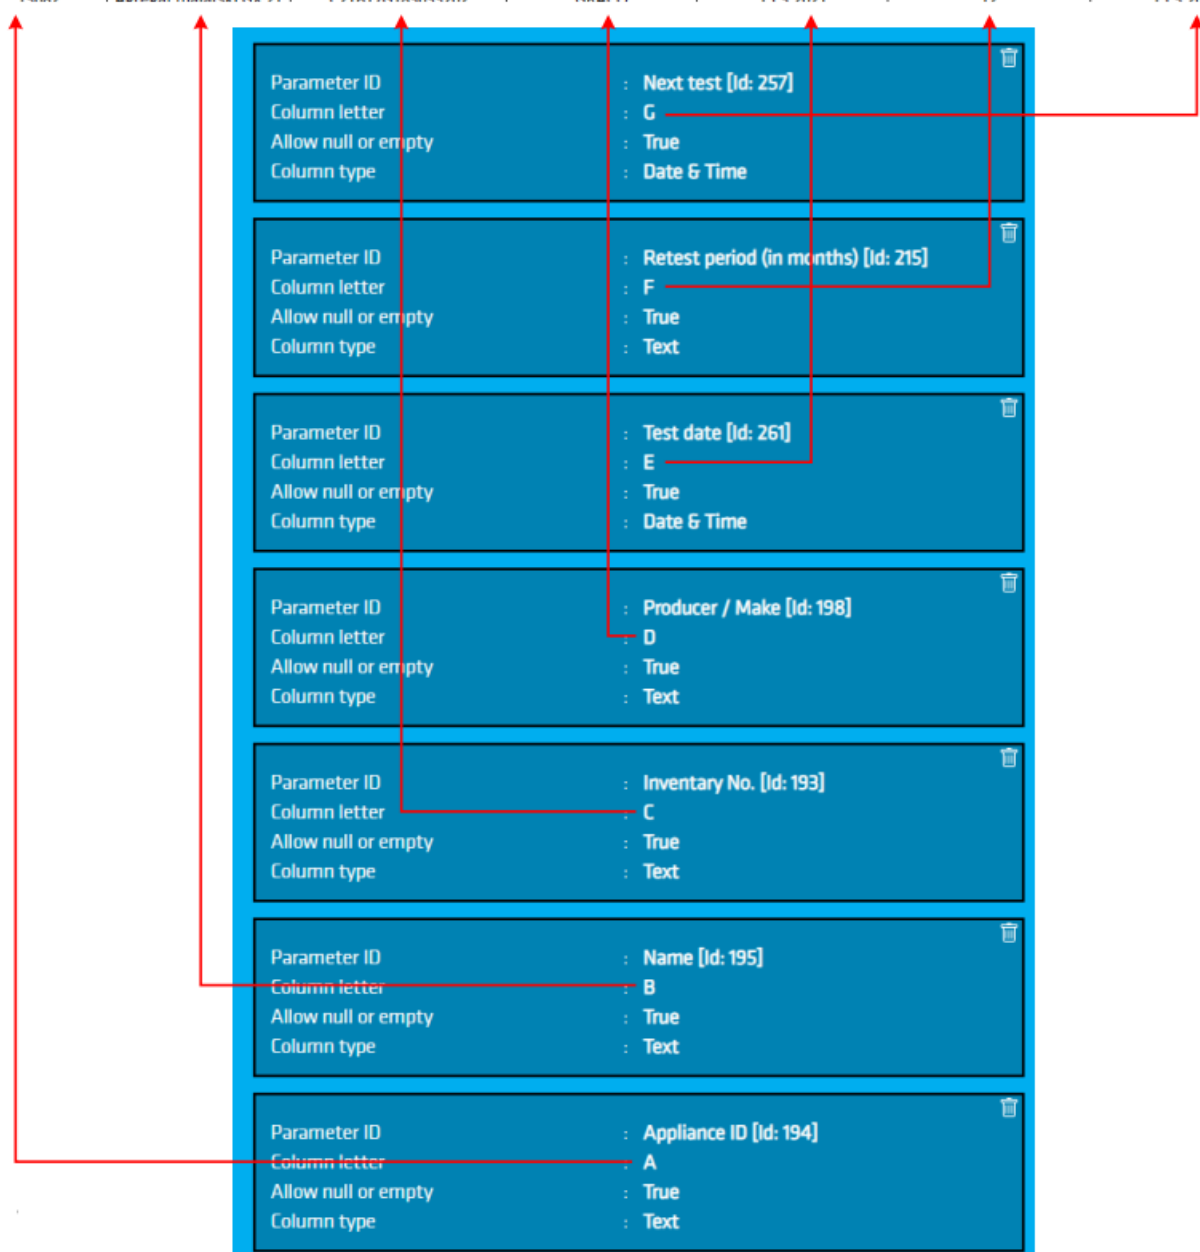 Parameter ID : Next test [Id: 257]
Column letter : G
Allow null or empty : True
Column type : Date & Time
Parameter ID : Retest period (in months) [Id: 215]
Column letter : F
Allow null or empty : True
Column type : Text
Parameter ID : Test date [Id: 261]
Column letter : E
Allow null or empty : True
Column type : Date & Time
Parameter ID : Producer / Make [Id: 198]
Column letter : D
Allow null or empty : True
Column type : Text
Parameter ID : Inventary No. [Id: 193]
Column letter : C
Allow null or empty : True
Column type : Text
Parameter ID : Name [Id: 195]
Column letter : B
Allow null or empty : True
Column type : Text
Parameter ID : Appliance ID [Id: 194]
Column letter : A
Allow null or empty : True
Column type : Text